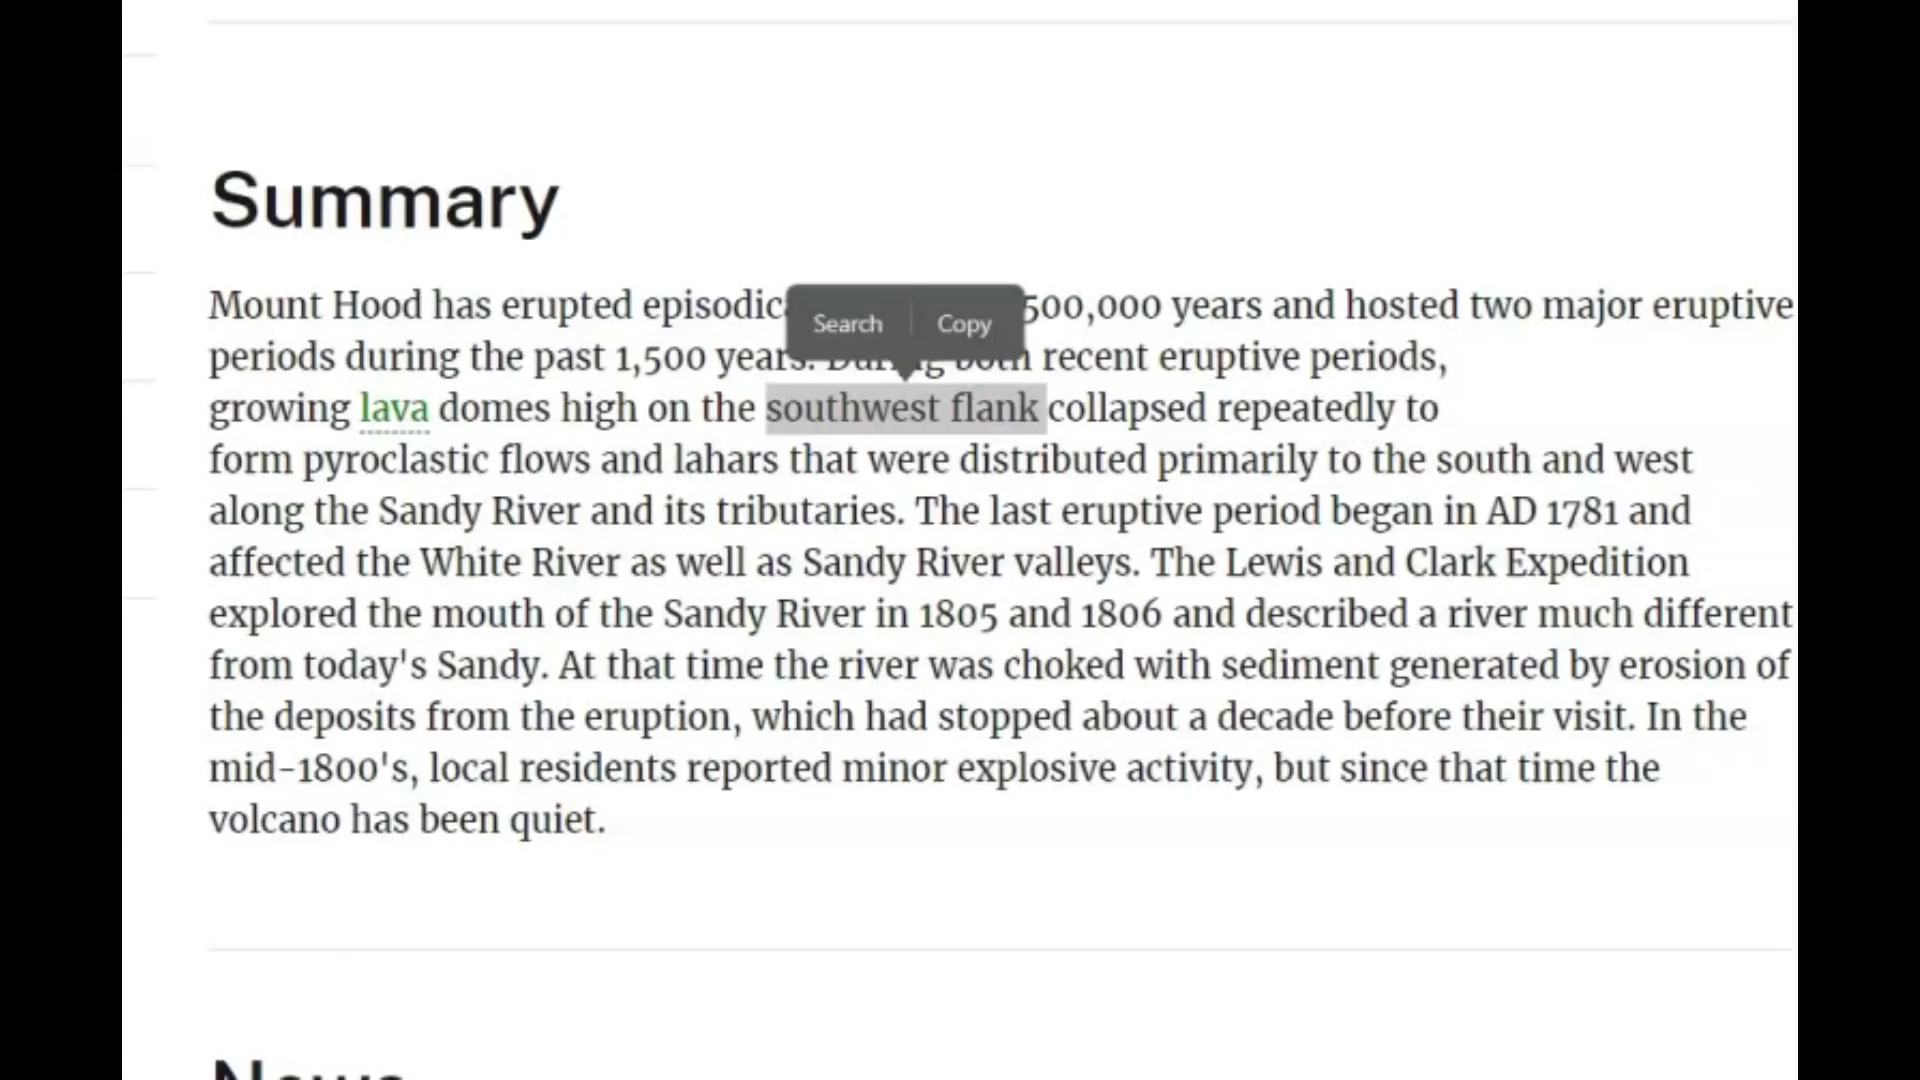 Summary
Search Copy
Mount Hood has erupted episodic 500,000 years and hosted two major eruptive
periods during the past 1,500 years. During both recent eruptive periods,
growing lava domes high on the southwest flank collapsed repeatedly to
form pyroclastic flows and lahars that were distributed primarily to the south and west
along the Sandy River and its tributaries. The last eruptive period began in AD 1781 and
affected the White River as well as Sandy River valleys. The Lewis and Clark Expedition
explored the mouth of the Sandy River in 1805 and 1806 and described a river much different
from today's Sandy. At that time the river was choked with sediment generated by erosion of
the deposits from the eruption, which had stopped about a decade before their visit. In the
mid-1800's, local residents reported minor explosive activity, but since that time the
volcano has been quiet.
News